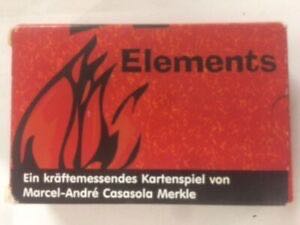 Elements
Ein kräftemessendes Kartenspiel von
Marcel-André Casasola Merkle